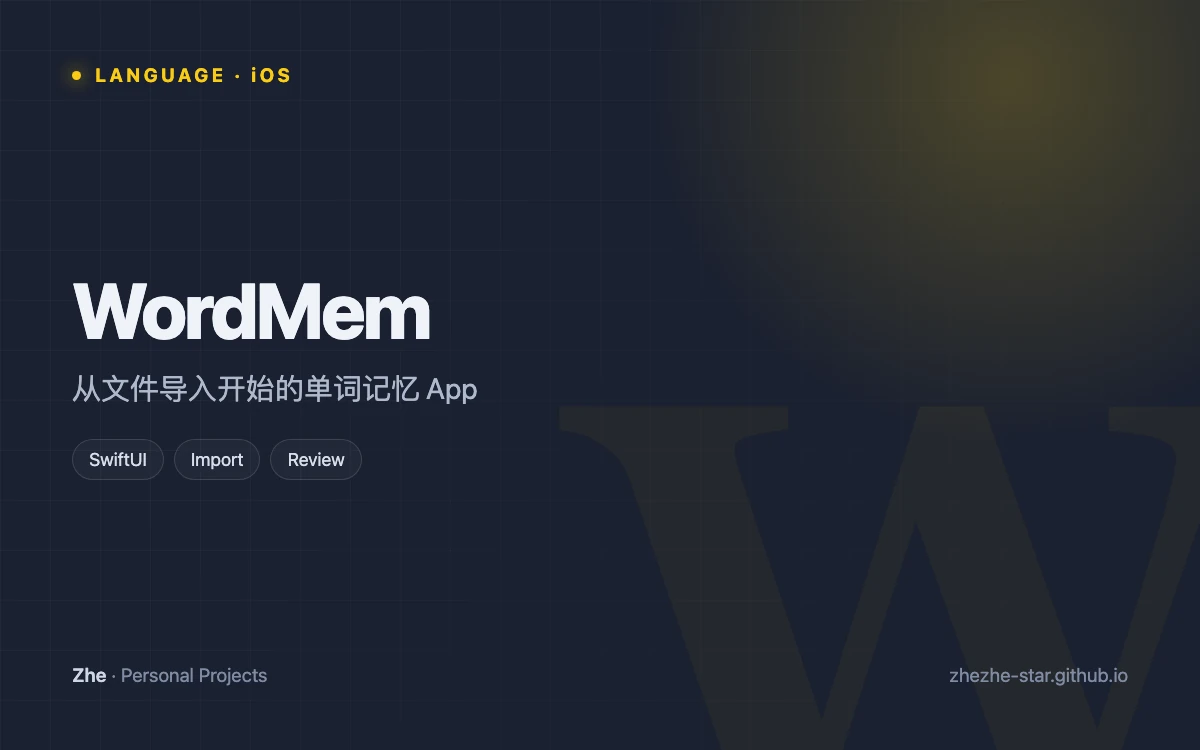 LANGUAGE · iOS
WordMem
从文件导入开始的单词记忆 App
SwiftUI Import Review
Zhe · Personal Projects
zhezhe-star.github.io
W